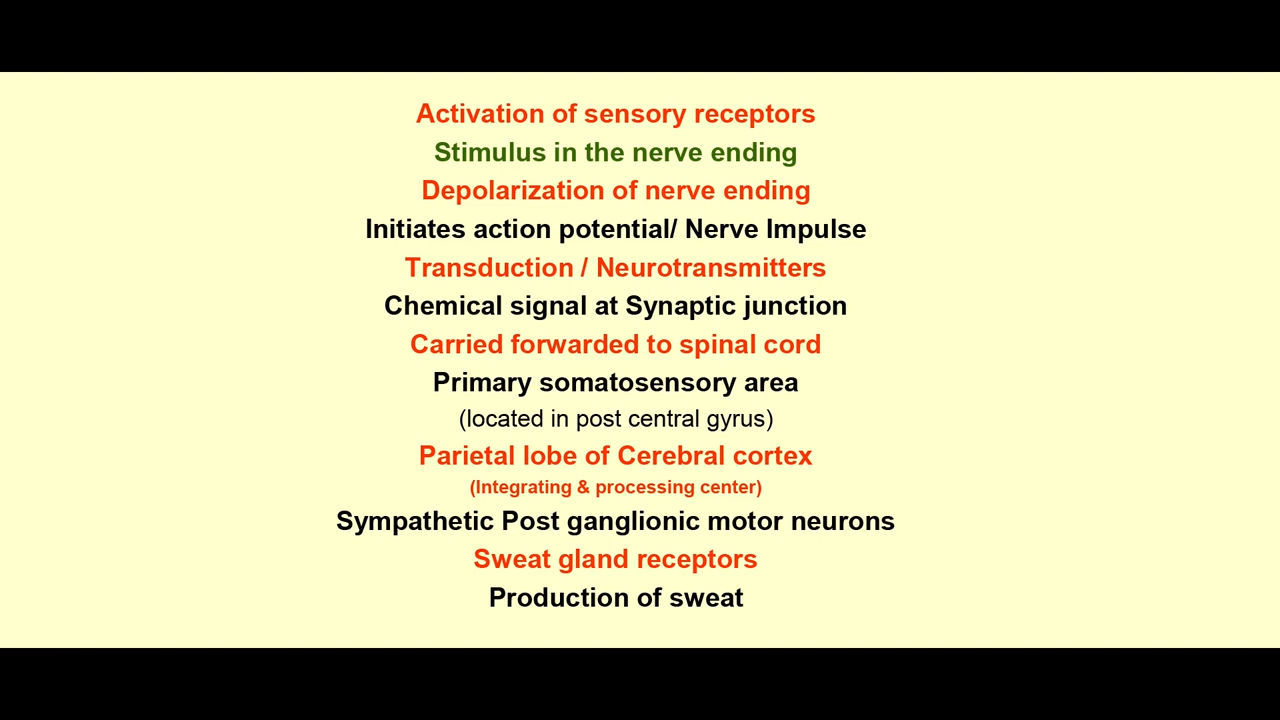 Activation of sensory receptors
Stimulus in the nerve ending
Depolarization of nerve ending
Initiates action potential/ Nerve Impulse
Transduction / Neurotransmitters
Chemical signal at Synaptic junction
Carried forwarded to spinal cord
Primary somatosensory area
(located in post central gyrus)
Parietal lobe of Cerebral cortex
(Integrating & processing center)
Sympathetic Post ganglionic motor neurons
Sweat gland receptors
Production of sweat